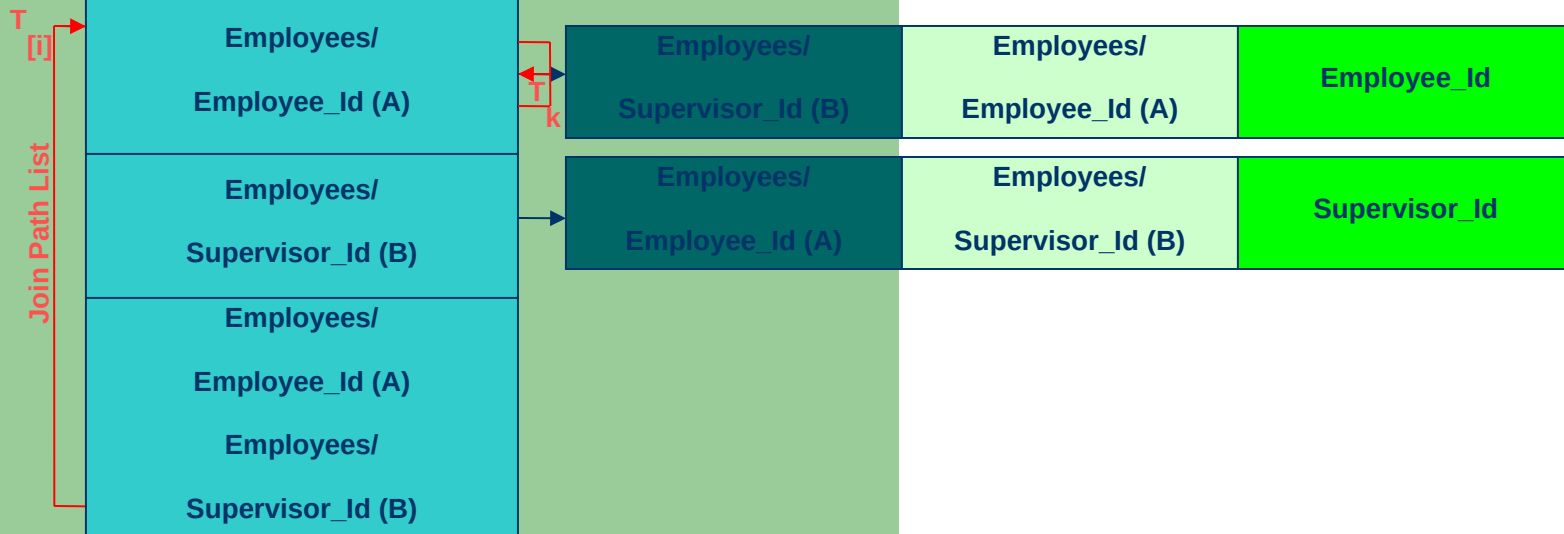 T
[i]
Join Path List
Employees/
Employee_Id (A)
T
k
Employees/
Supervisor_Id (B)
Employees/
Employee_Id (A)
Employee_Id
Employees/
Supervisor_Id (B)
Employees/
Employee_Id (A)
Employees/
Supervisor_Id (B)
Supervisor_Id
Employees/
Employee_Id (A)
Employees/
Supervisor_Id (B)